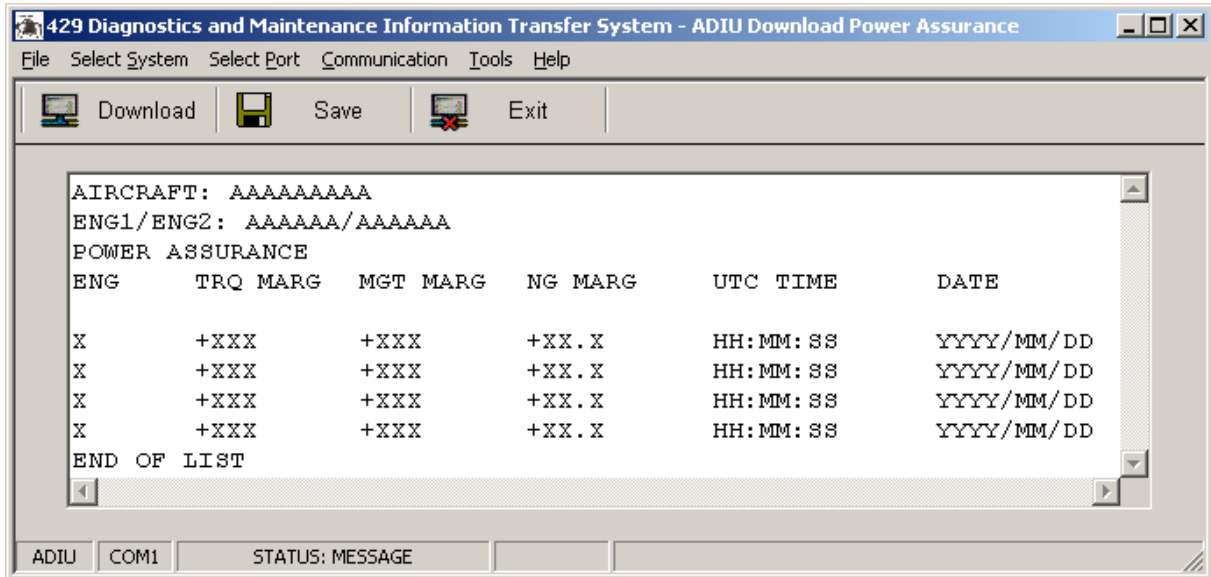 429 Diagnostics and Maintenance Information Transfer System - ADIU Download Power Assurance
File Select System Select Port Communication Tools Help
Download Save Exit
AIRCRAFT: AAAAAAAAA
ENG1/ENG2: AAAAAA/AAAAAA
POWER ASSURANCE
ENG TRQ MARG MGT MARG NG MARG UTC TIME DATE
X +XXX +XXX +XX.X HH:MM:SS YYYY/MM/DD
X +XXX +XXX +XX.X HH:MM:SS YYYY/MM/DD
X +XXX +XXX +XX.X HH:MM:SS YYYY/MM/DD
X +XXX +XXX +XX.X HH:MM:SS YYYY/MM/DD
END OF LIST
ADIU COM1 STATUS: MESSAGE